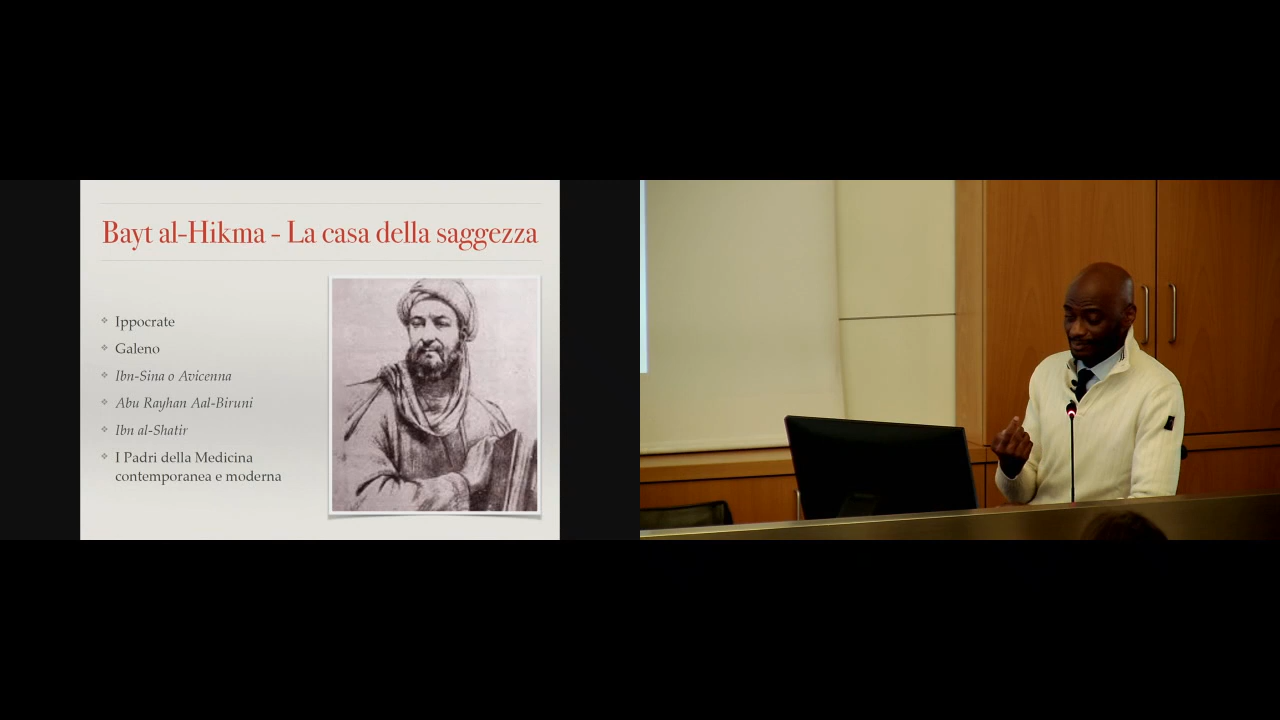 Bayt al-Hikma - La casa della saggezza
Ippocrate
Galeno
Ibn-Sina o Avicenna
Abu Rayhan Aal-Biruni
Ibn al-Shatir
I Padri della Medicina
contemporanea e moderna